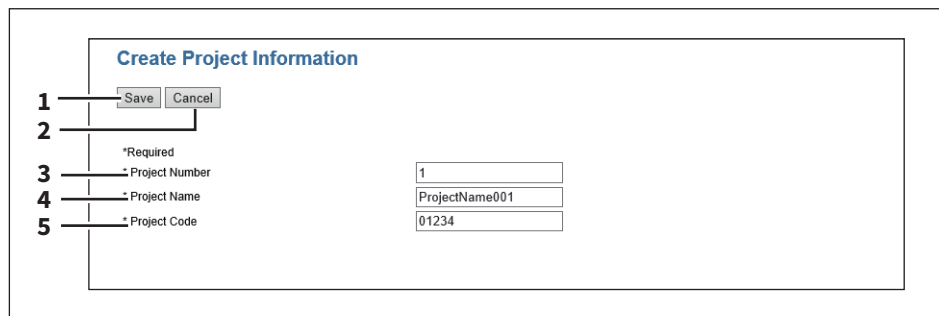 Create Project Information
1 Save Cancel
2
*Required
3 * Project Number 1
4 * Project Name ProjectName001
5 * Project Code 01234